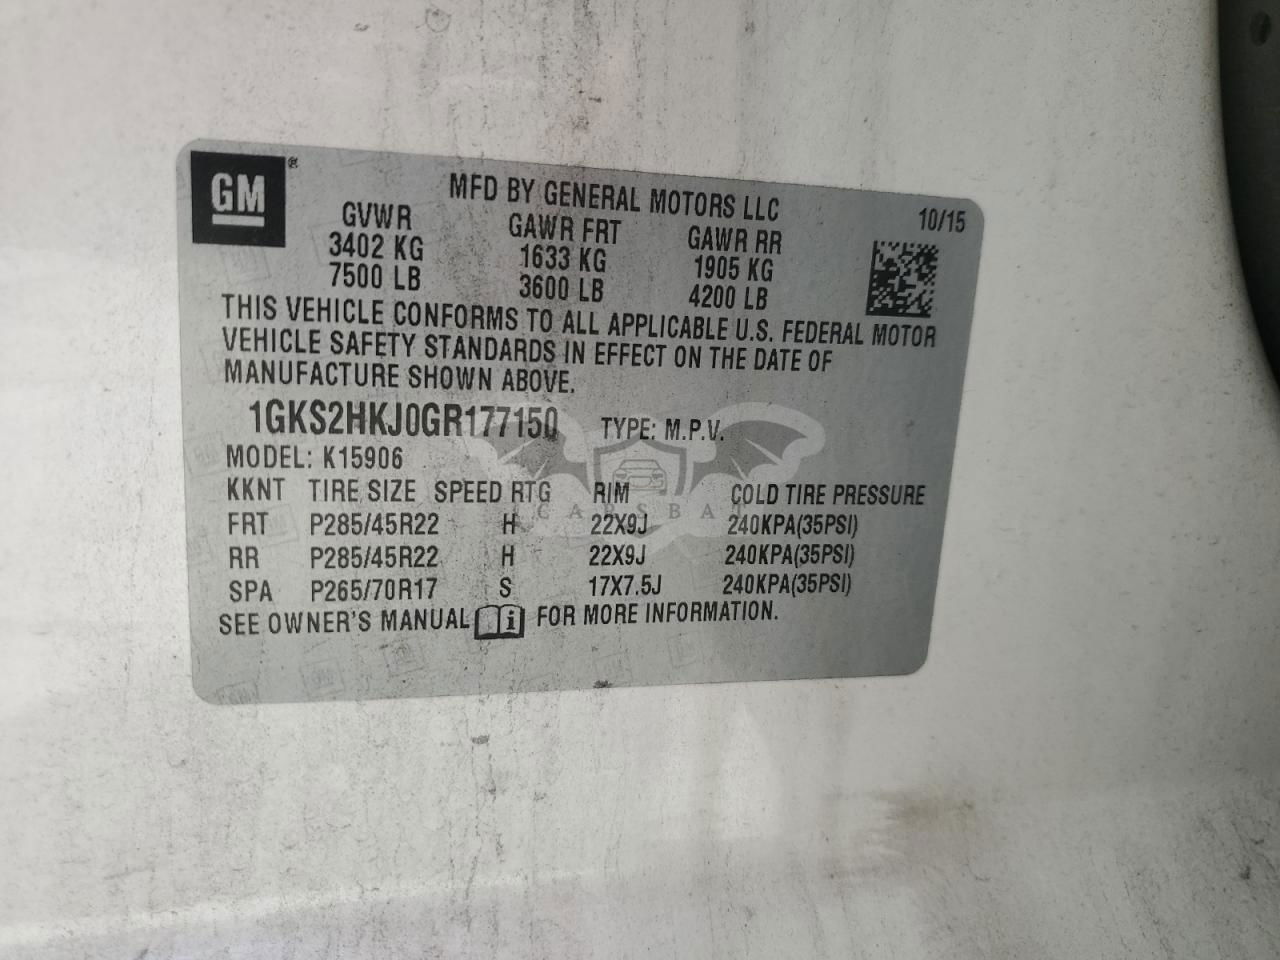 GM®
MFD BY GENERAL MOTORS LLC
10/15
GVWR GAWR FRT GAWR RR
3402 KG 1633 KG 1905 KG
7500 LB 3600 LB 4200 LB
THIS VEHICLE CONFORMS TO ALL APPLICABLE U.S. FEDERAL MOTOR
VEHICLE SAFETY STANDARDS IN EFFECT ON THE DATE OF
MANUFACTURE SHOWN ABOVE.
1GKS2HKJ0GR177150 TYPE: M.P.V.
MODEL: K15906
KKNT TIRE SIZE SPEED RTG RIM COLD TIRE PRESSURE
CARSBAT
FRT P285/45R22 H 22X9J 240KPA(35PSI)
RR P285/45R22 H 22X9J 240KPA(35PSI)
SPA P265/70R17 S 17X7.5J 240KPA(35PSI)
SEE OWNER'S MANUAL i FOR MORE INFORMATION.